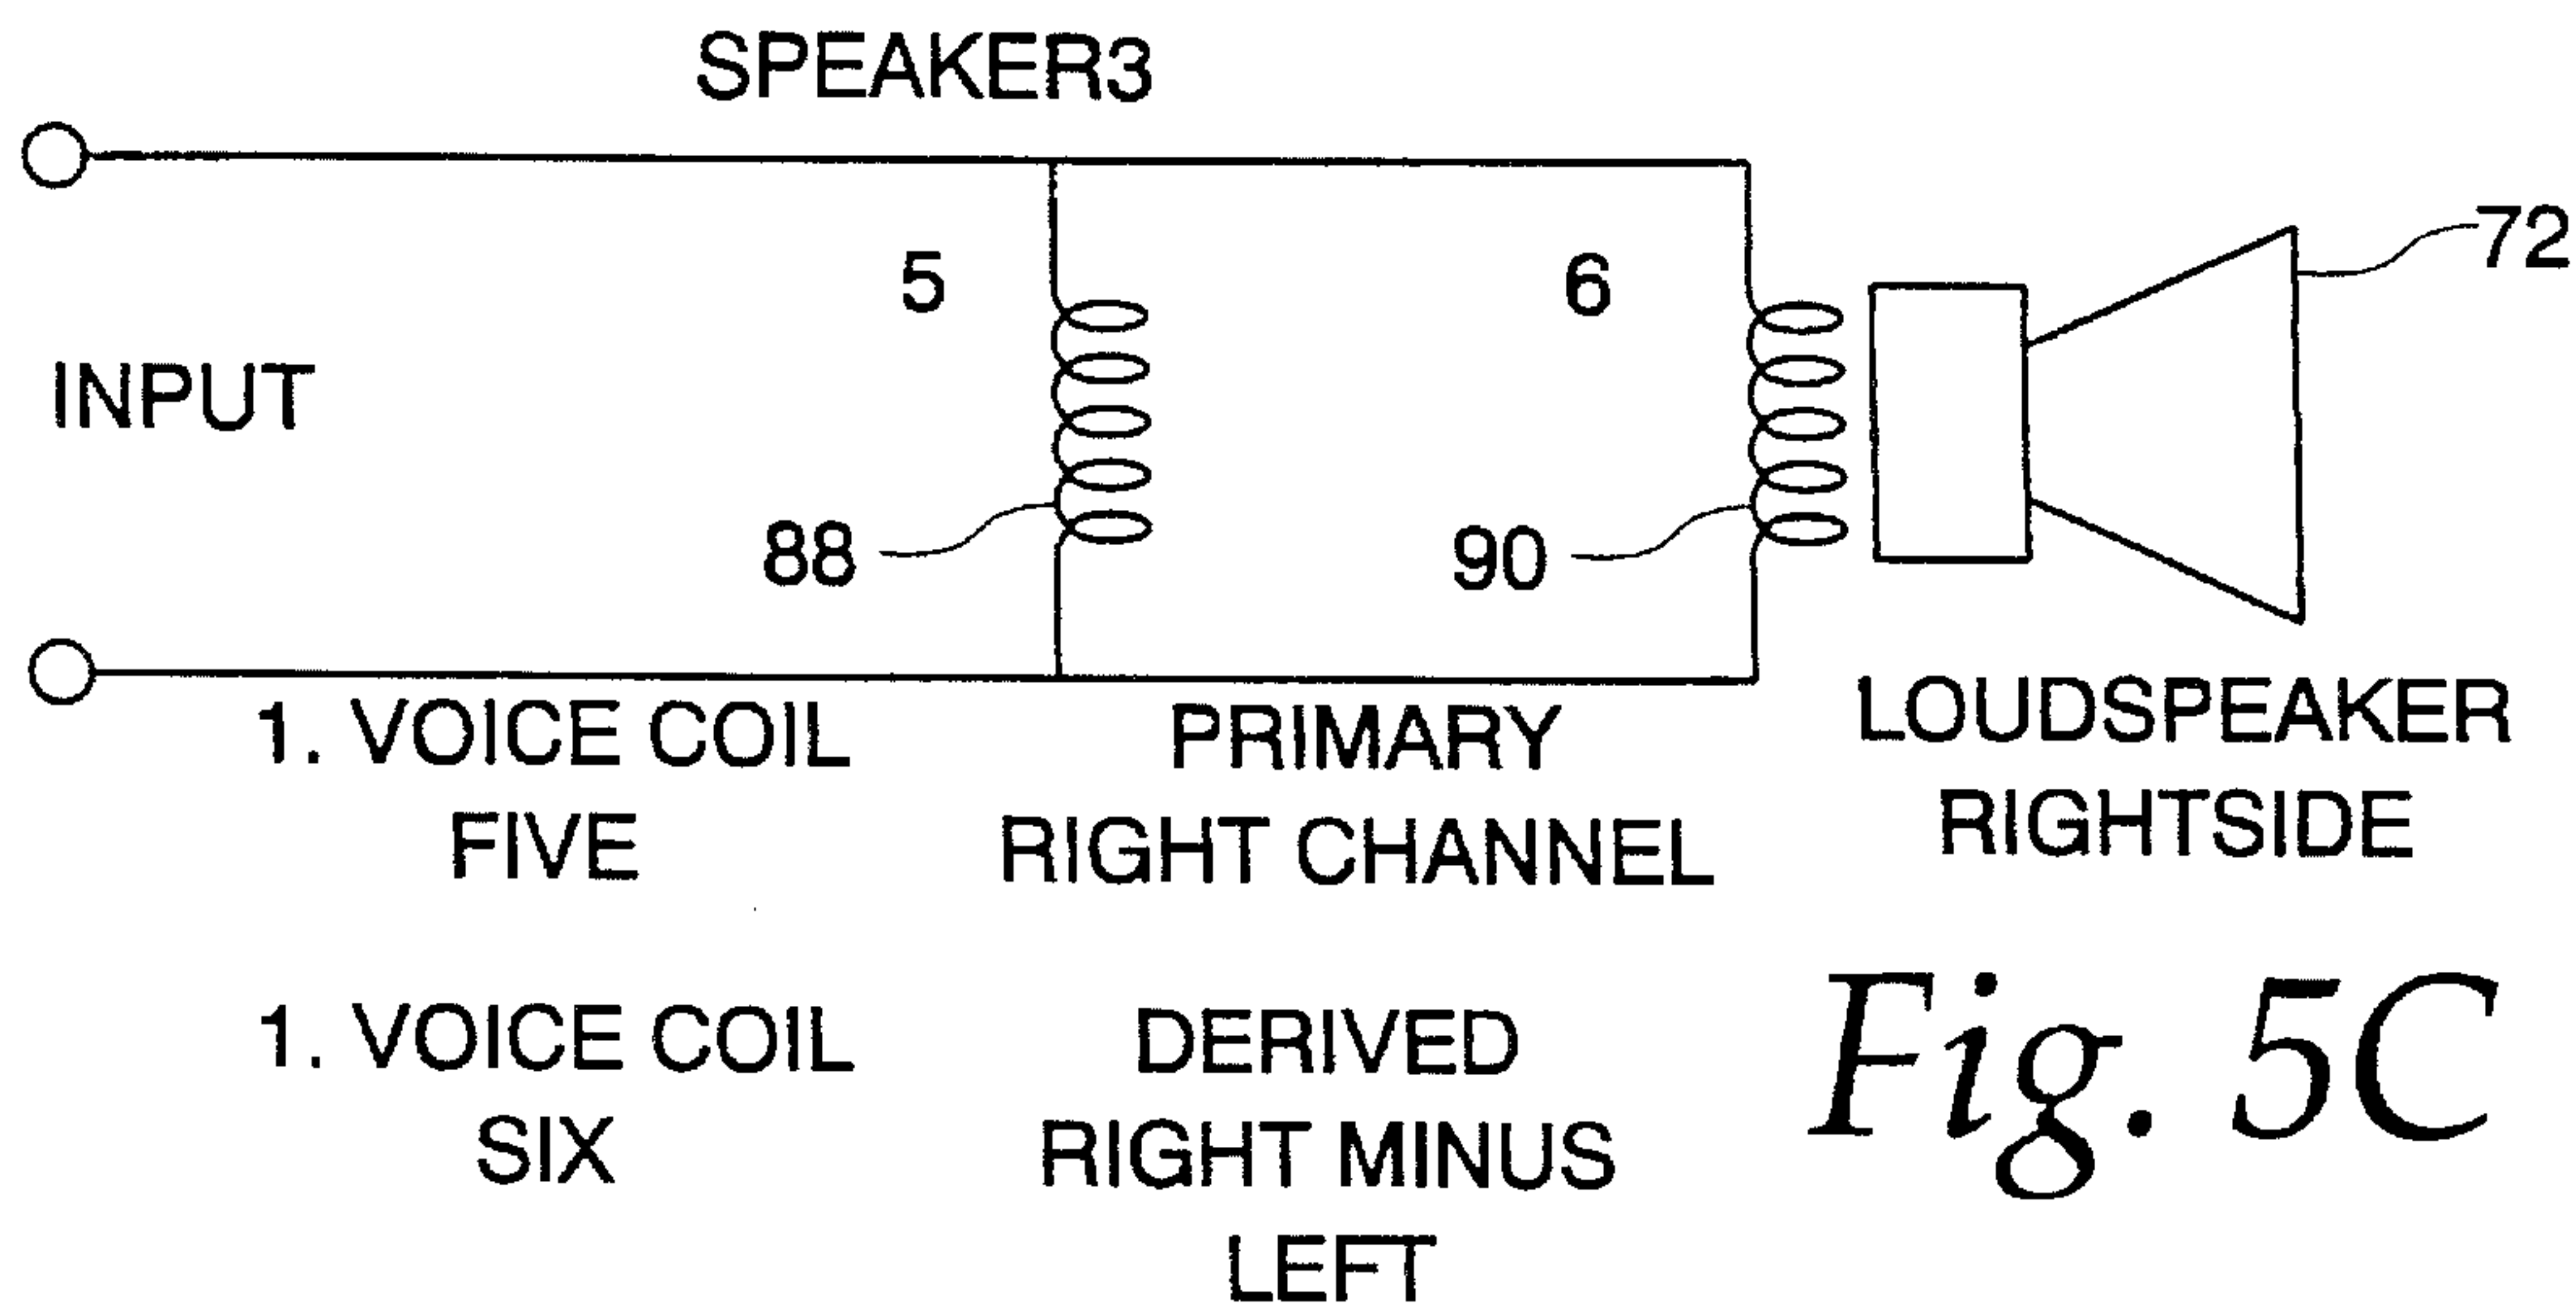 SPEAKER3
72
5
6
INPUT
88
90
1. VOICE COIL
FIVE
PRIMARY
RIGHT CHANNEL
LOUDSPEAKER
RIGHTSIDE
1. VOICE COIL
SIX
DERIVED
RIGHT MINUS
LEFT
Fig. 5C